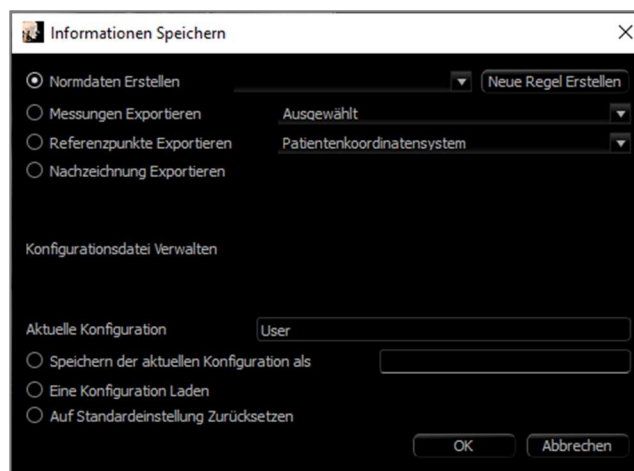 Informationen Speichern
Normdaten Erstellen Neue Regel Erstellen
Messungen Exportieren Ausgewählt
Referenzpunkte Exportieren Patientenkoordinatensystem
Nachzeichnung Exportieren
Konfigurationsdatei Verwalten
Aktuelle Konfiguration User
Speichern der aktuellen Konfiguration als
Eine Konfiguration Laden
Auf Standardeinstellung Zurücksetzen
OK Abbrechen